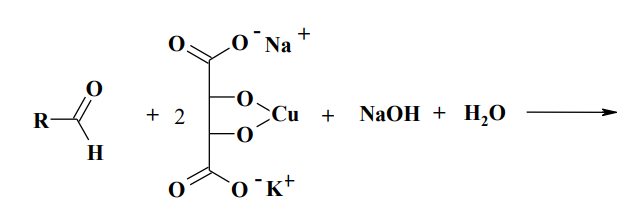 O O⁻ Na⁺
O
R
H
+ 2
O
O
Cu
+ NaOH + H₂O
O O⁻ K⁺